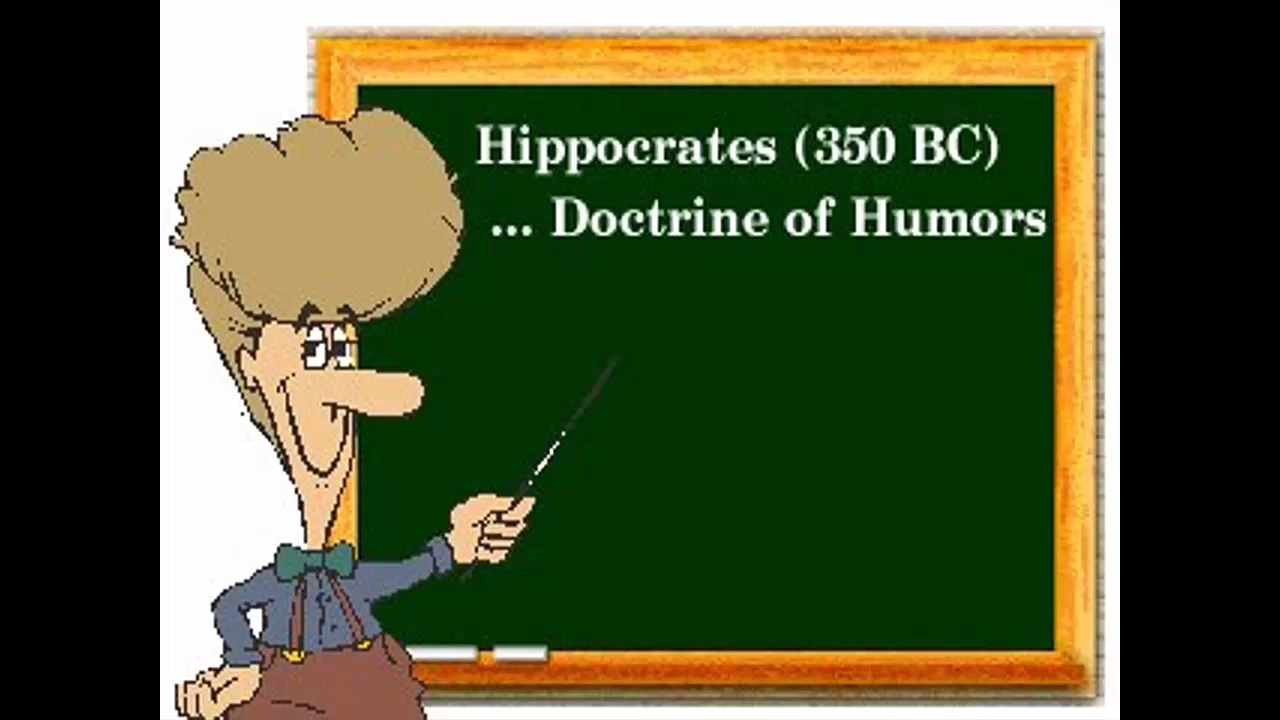 Hippocrates (350 BC)
... Doctrine of Humors